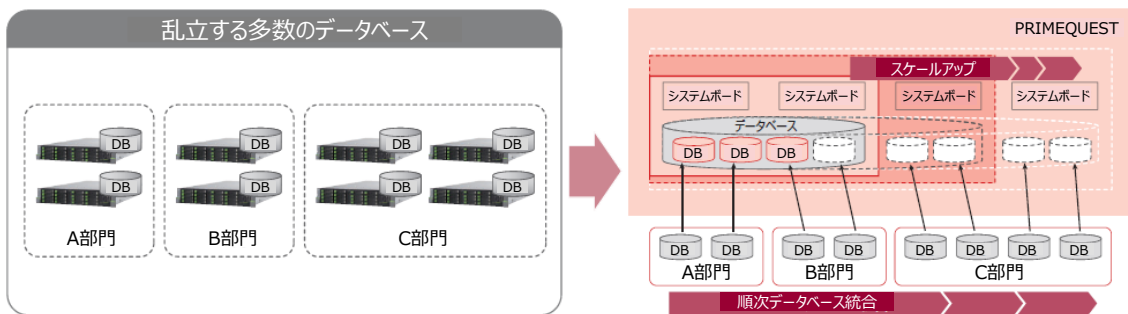 乱立する多数のデータベース
DB
DB
DB
DB
DB
DB
DB
DB
A部門
B部門
C部門
PRIMEQUEST
スケールアップ
システムボード
システムボード
システムボード
システムボード
データベース
DB
DB
DB
DB
DB
DB
DB
DB
DB
DB
DB
A部門
B部門
C部門
順次データベース統合